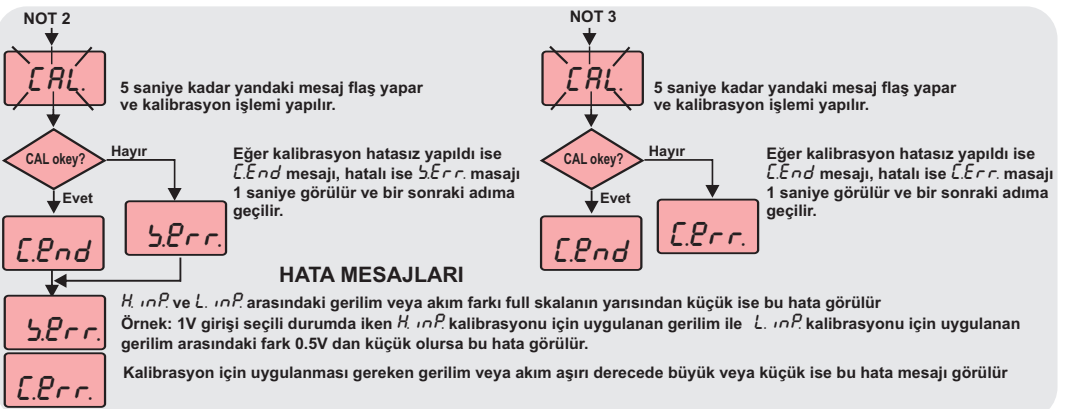 NOT 2
CAL.
5 saniye kadar yandaki mesaj flaş yapar
ve kalibrasyon işlemi yapılır.
CAL okey?
Hayır
Evet
Eğer kalibrasyon hatasız yapıldı ise
C.End mesajı, hatalı ise S.Err. masajı
1 saniye görülür ve bir sonraki adıma
geçilir.
C.End
S.Err.
NOT 3
CAL.
5 saniye kadar yandaki mesaj flaş yapar
ve kalibrasyon işlemi yapılır.
CAL okey?
Hayır
Evet
Eğer kalibrasyon hatasız yapıldı ise
C.End mesajı, hatalı ise C.Err. masajı
1 saniye görülür ve bir sonraki adıma
geçilir.
C.End
C.Err.
HATA MESAJLARI
S.Err.
H. inP. ve L. inP. arasındaki gerilim veya akım farkı full skalanın yarısından küçük ise bu hata görülür
Örnek: 1V girişi seçili durumda iken H. inP. kalibrasyonu için uygulanan gerilim ile L. inP. kalibrasyonu için uygulanan
gerilim arasındaki fark 0.5V dan küçük olursa bu hata görülür.
C.Err.
Kalibrasyon için uygulanması gereken gerilim veya akım aşırı derecede büyük veya küçük ise bu hata mesajı görülür